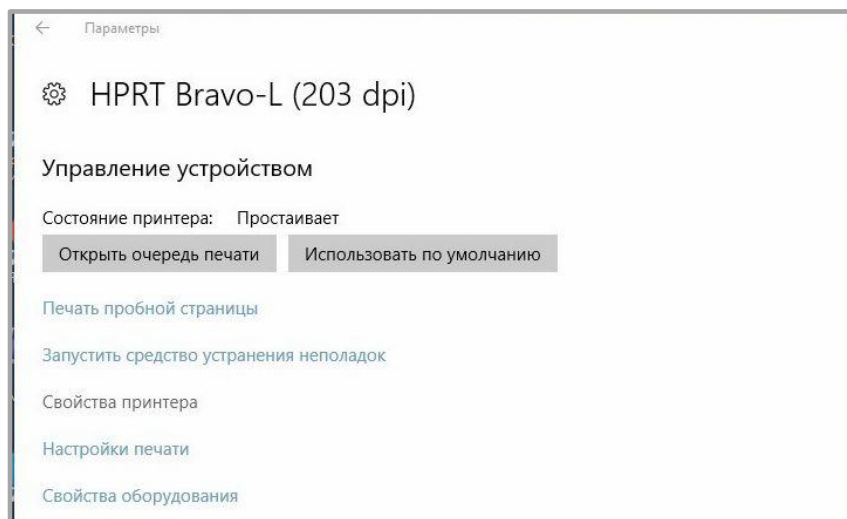 Параметры
HPRT Bravo-L (203 dpi)
Управление устройством
Состояние принтера: Простаивает
Открыть очередь печати Использовать по умолчанию
Печать пробной страницы
Запустить средство устранения неполадок
Свойства принтера
Настройки печати
Свойства оборудования